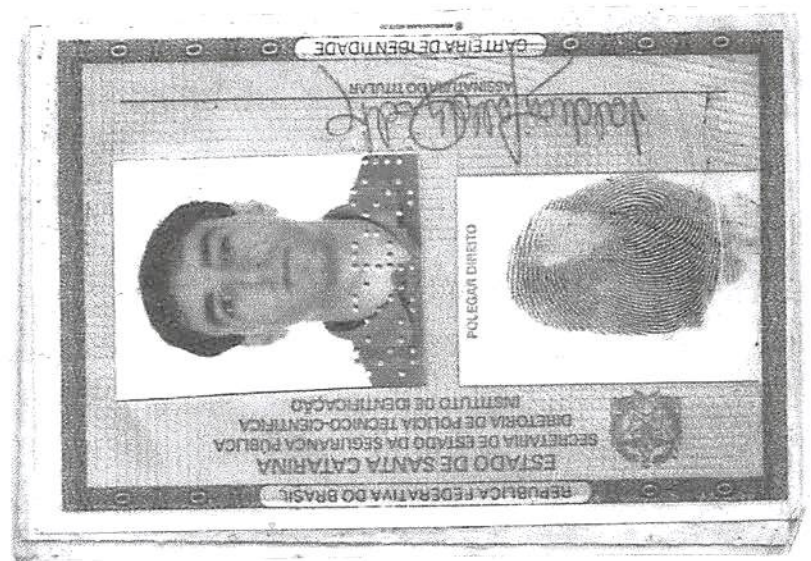 REPÚBLICA FEDERATIVA DO BRASIL
ESTADO DE SANTA CATARINA
SECRETARIA DE ESTADO DA SEGURANÇA PÚBLICA
DIRETORIA DE POLÍCIA TÉCNICO-CIENTÍFICA
INSTITUTO DE IDENTIFICAÇÃO
POLEGAR DIREITO
ASSINATURA DO TITULAR
CARTEIRA DE IDENTIDADE